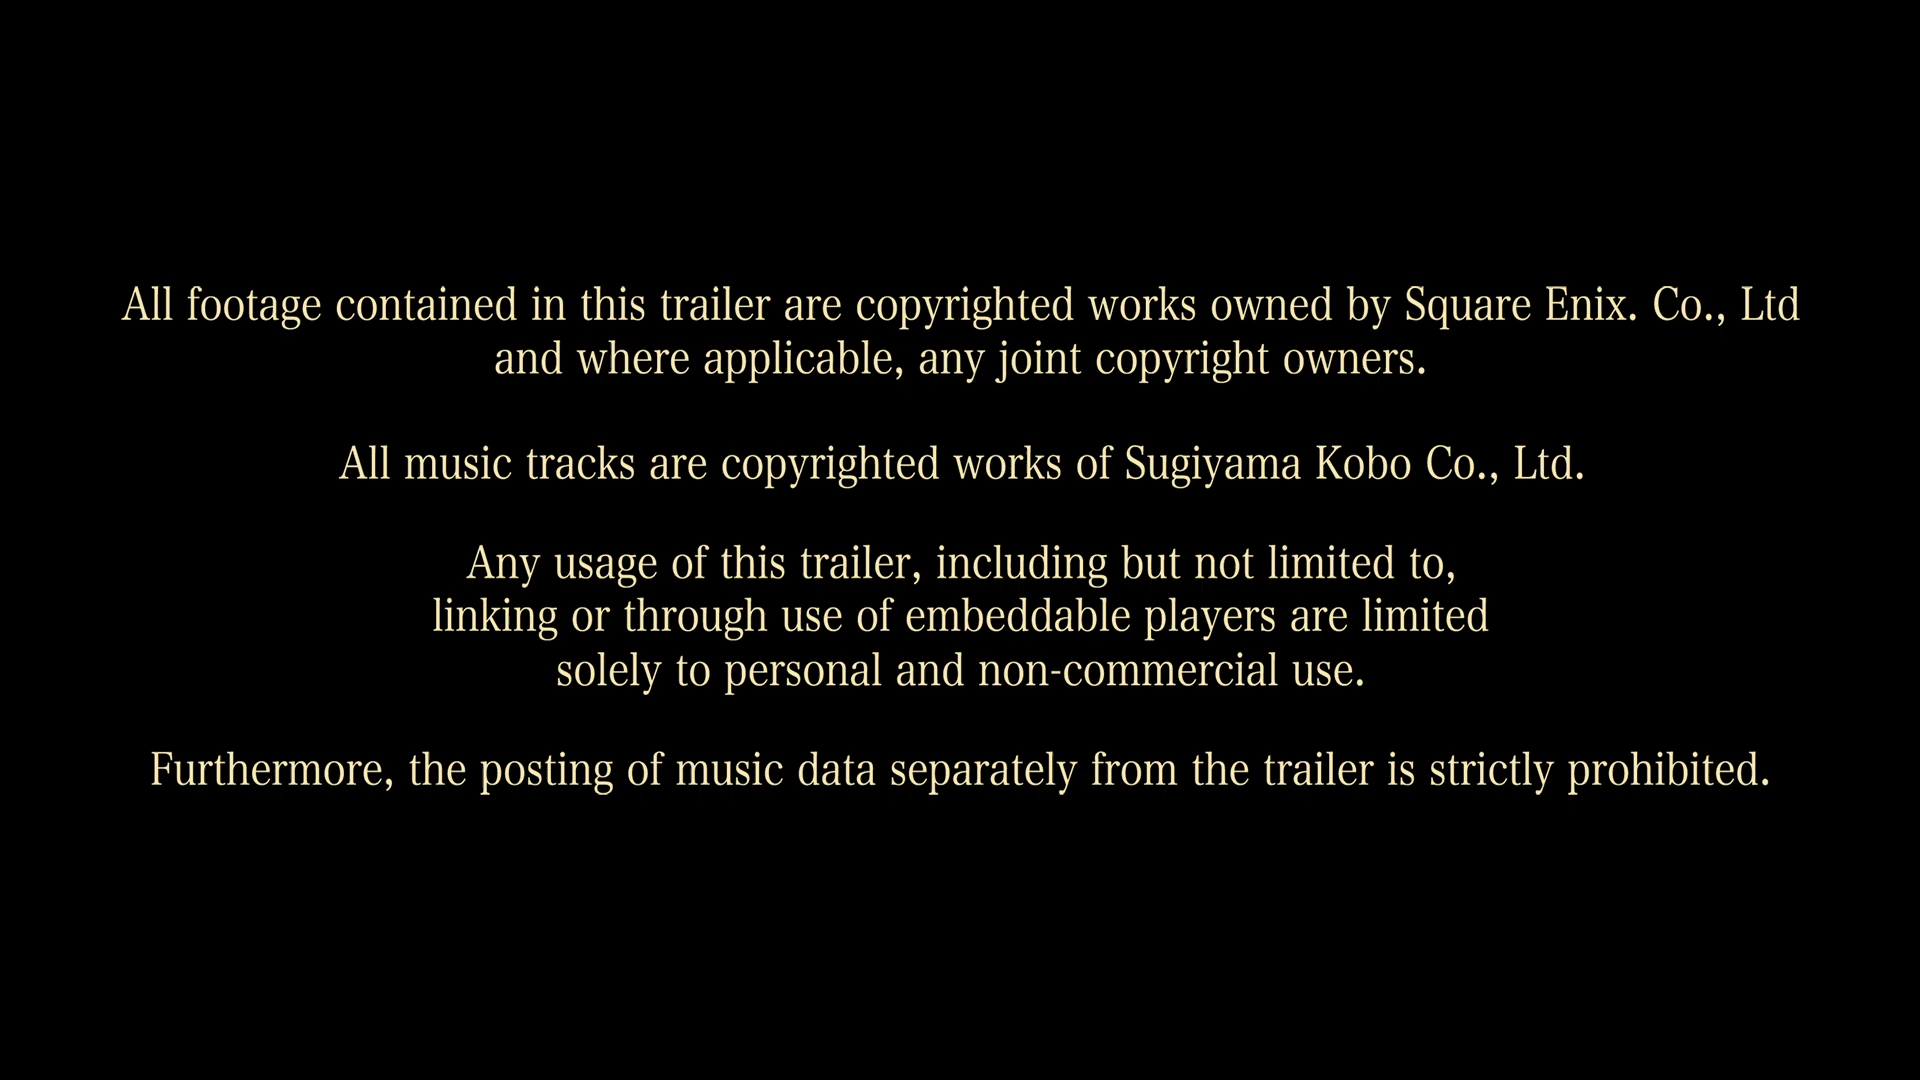 All footage contained in this trailer are copyrighted works owned by Square Enix. Co., Ltd
and where applicable, any joint copyright owners.
All music tracks are copyrighted works of Sugiyama Kobo Co., Ltd.
Any usage of this trailer, including but not limited to,
linking or through use of embeddable players are limited
solely to personal and non-commercial use.
Furthermore, the posting of music data separately from the trailer is strictly prohibited.